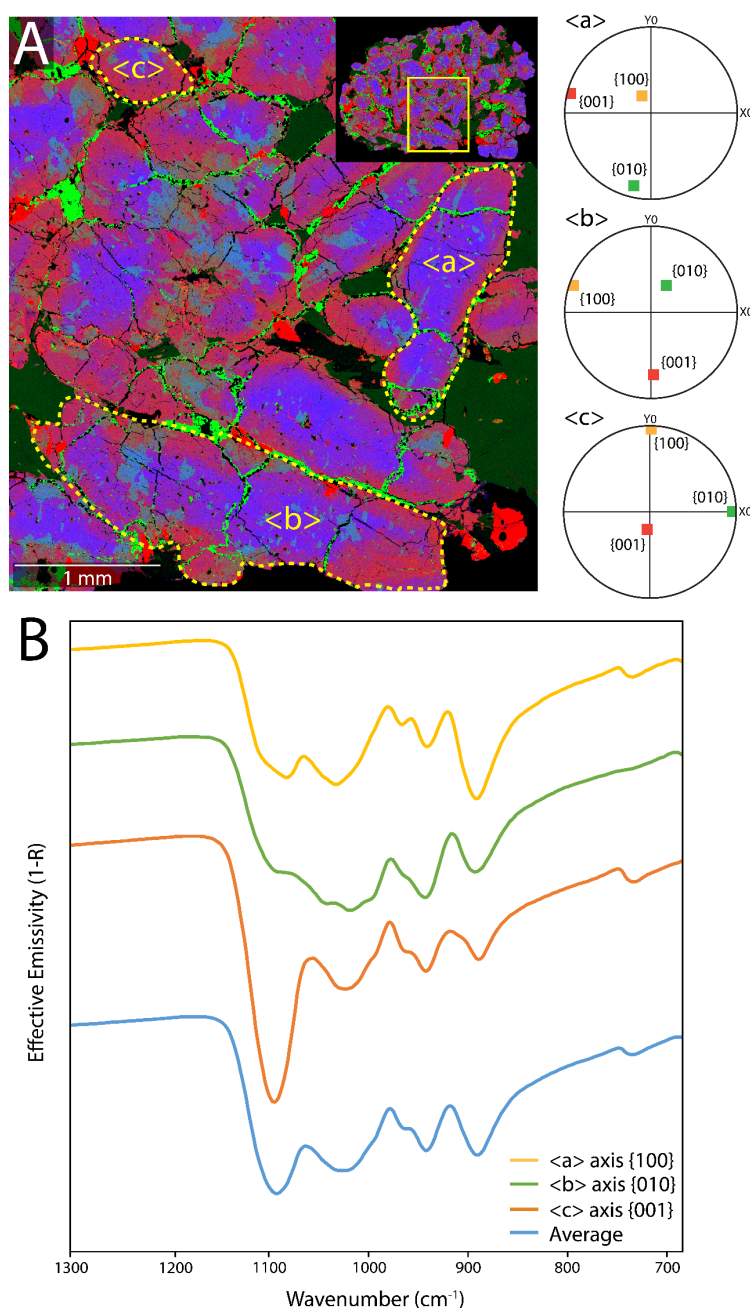 A
<c>
<a>
<b>
1 mm
<a>
Y0
X0
{100}
{001}
{010}
<b>
Y0
X0
{010}
{100}
{001}
<c>
Y0
X0
{100}
{010}
{001}
B
Effective Emissivity (1-R)
<a> axis {100}
<b> axis {010}
<c> axis {001}
Average
1300 1200 1100 1000 900 800 700
Wavenumber (cm⁻¹)